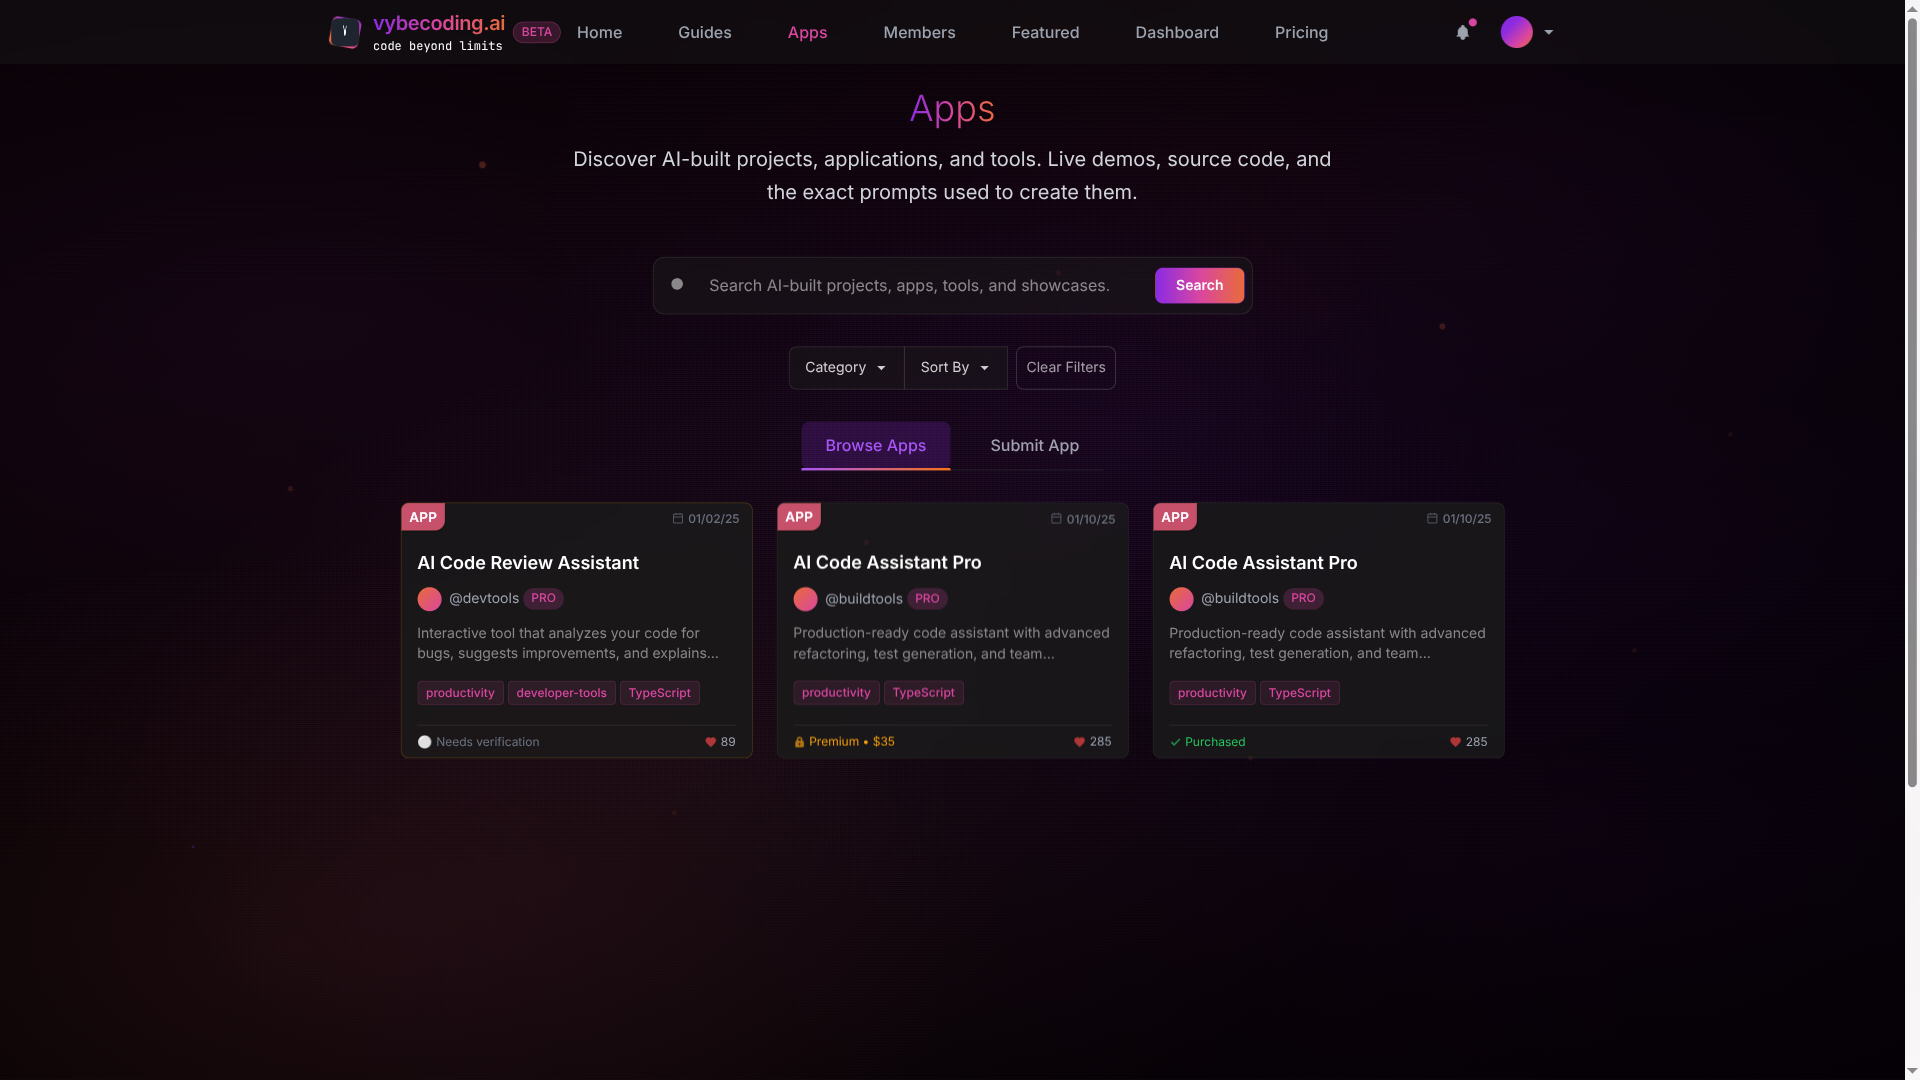 vybecoding.ai
code beyond limits
BETA
Home
Guides
Apps
Members
Featured
Dashboard
Pricing
Apps
Discover AI-built projects, applications, and tools. Live demos, source code, and
the exact prompts used to create them.
Search AI-built projects, apps, tools, and showcases.
Search
Category
Sort By
Clear Filters
Browse Apps
Submit App
APP
01/02/25
AI Code Review Assistant
@devtools PRO
Interactive tool that analyzes your code for
bugs, suggests improvements, and explains...
productivity developer-tools TypeScript
Needs verification
89
APP
01/10/25
AI Code Assistant Pro
@buildtools PRO
Production-ready code assistant with advanced
refactoring, test generation, and team...
productivity TypeScript
Premium • $35
285
APP
01/10/25
AI Code Assistant Pro
@buildtools PRO
Production-ready code assistant with advanced
refactoring, test generation, and team...
productivity TypeScript
Purchased
285